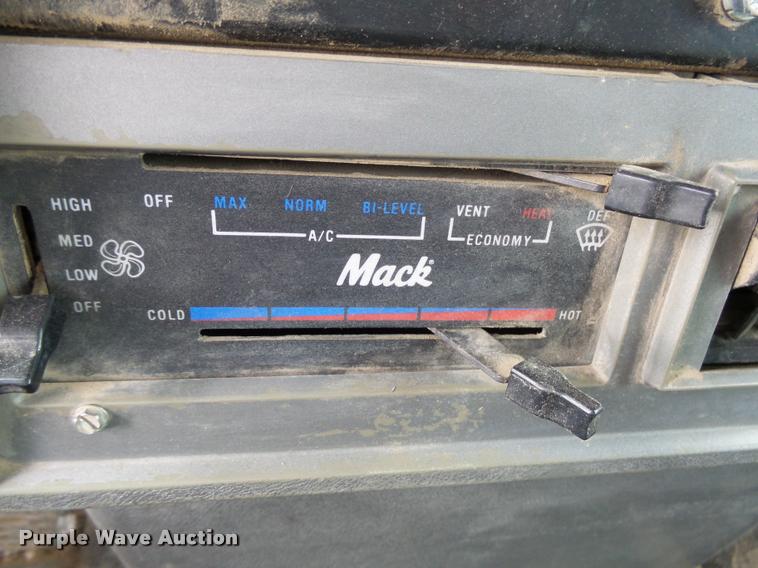 HIGH OFF MAX NORM BI-LEVEL VENT HEAT DEF
MED A/C ECONOMY
LOW Mack
OFF COLD HOT
Purple Wave Auction